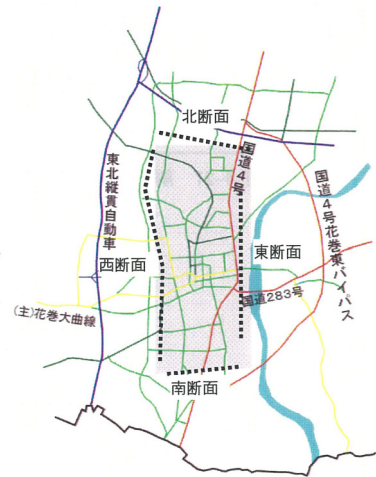 北断面
国道4号
東北縦貫自動車
国道4号花巻東バイパス
西断面
東断面
国道283号
(主)花巻大曲線
南断面